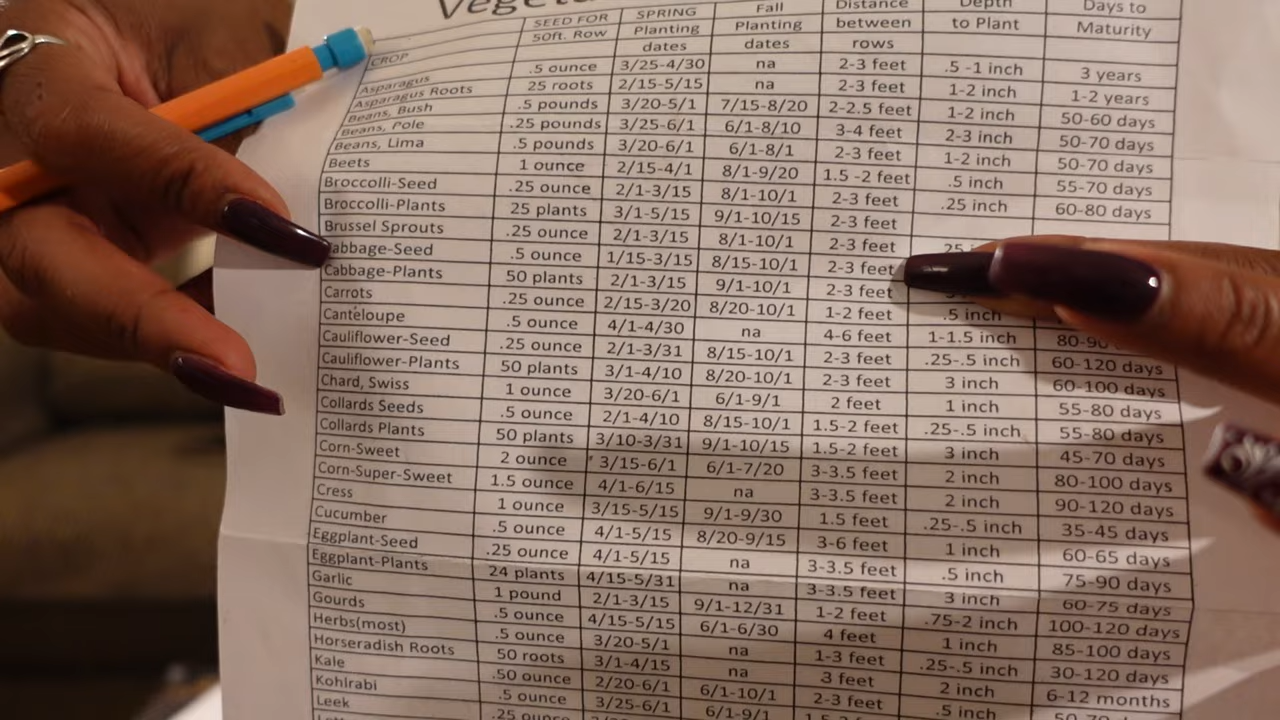 SEED FOR SPRING Fall Distance Depth Days to
50ft. Row Planting Planting between to Plant Maturity
CROP dates dates rows
Asparagus .5 ounce 3/25-4/30 na 2-3 feet .5 -1 inch 3 years
Asparagus Roots 25 roots 2/15-5/15 na 2-3 feet 1-2 inch 1-2 years
Beans, Bush .5 pounds 3/20-5/1 7/15-8/20 2-2.5 feet 1-2 inch 50-60 days
Beans, Pole .25 pounds 3/25-6/1 6/1-8/10 3-4 feet 2-3 inch 50-70 days
Beans, Lima .5 pounds 3/20-6/1 6/1-8/1 2-3 feet 1-2 inch 50-70 days
Beets 1 ounce 2/15-4/1 8/1-9/20 1.5 -2 feet .5 inch 55-70 days
Broccolli-Seed .25 ounce 2/1-3/15 8/1-10/1 2-3 feet .25 inch 60-80 days
Broccolli-Plants 25 plants 3/1-5/15 9/1-10/15 2-3 feet
Brussel Sprouts .25 ounce 2/1-3/15 8/1-10/1 2-3 feet
Cabbage-Seed .5 ounce 1/15-3/15 8/15-10/1 2-3 feet
Cabbage-Plants 50 plants 2/1-3/15 9/1-10/1 2-3 feet
Carrots .25 ounce 2/15-3/20 8/20-10/1 1-2 feet .5 inch
Canteloupe .5 ounce 4/1-4/30 na 4-6 feet 1-1.5 inch 80-90
Cauliflower-Seed .25 ounce 2/1-3/31 8/15-10/1 2-3 feet .25-.5 inch 60-120 days
Cauliflower-Plants 50 plants 3/1-4/10 8/20-10/1 2-3 feet 3 inch 60-100 days
Chard, Swiss 1 ounce 3/20-6/1 6/1-9/1 2 feet 1 inch 55-80 days
Collards Seeds .5 ounce 2/1-4/10 8/15-10/1 1.5-2 feet .25-.5 inch 55-80 days
Collards Plants 50 plants 3/10-3/31 9/1-10/15 1.5-2 feet 3 inch 45-70 days
Corn-Sweet 2 ounce 3/15-6/1 6/1-7/20 3-3.5 feet 2 inch 80-100 days
Corn-Super-Sweet 1.5 ounce 4/1-6/15 na 3-3.5 feet 2 inch 90-120 days
Cress 1 ounce 3/15-5/15 9/1-9/30 1.5 feet .25-.5 inch 35-45 days
Cucumber .5 ounce 4/1-5/15 8/20-9/15 3-6 feet 1 inch 60-65 days
Eggplant-Seed .25 ounce 4/1-5/15 na 3-3.5 feet .5 inch 75-90 days
Eggplant-Plants 24 plants 4/15-5/31 na 3-3.5 feet 3 inch 60-75 days
Garlic 1 pound 2/1-3/15 9/1-12/31 1-2 feet .75-2 inch 100-120 days
Gourds .5 ounce 4/15-5/15 6/1-6/30 4 feet 1 inch 85-100 days
Herbs(most) .5 ounce 3/20-5/1 na 1-3 feet .25-.5 inch 30-120 days
Horseradish Roots 50 roots 3/1-4/15 na 3 feet 2 inch 6-12 months
Kale .50 ounce 2/20-6/1 6/1-10/1 2-3 feet .5 inch
Kohlrabi .5 ounce 3/25-6/1 6/1-9/1
Leek .25 ounce